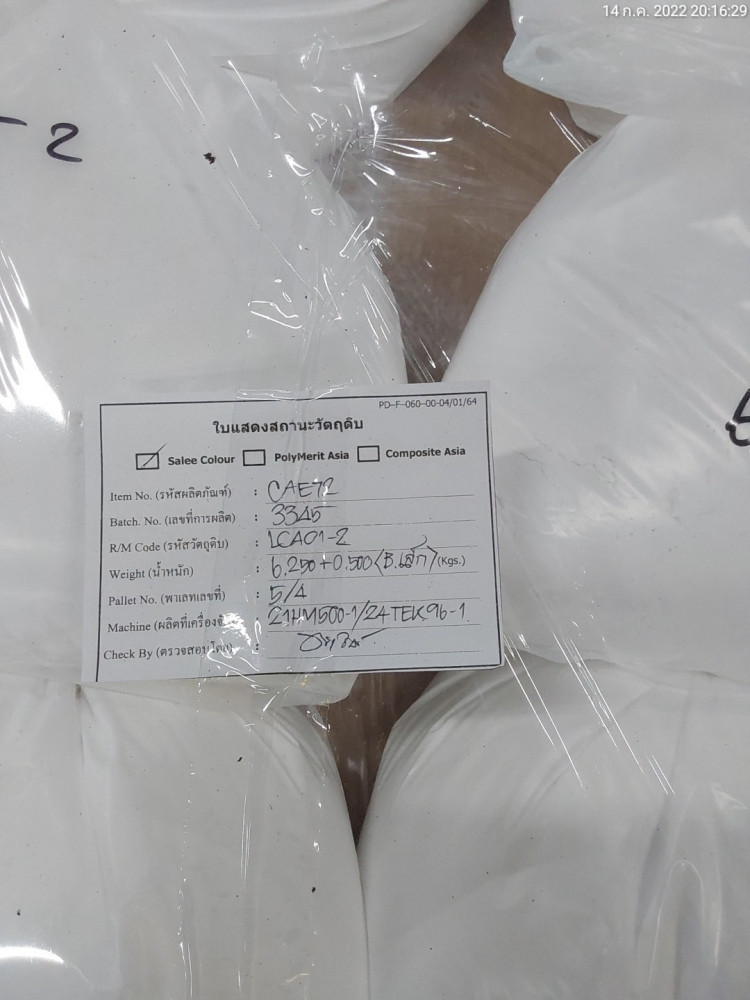 14 ก.ค. 2022 20:16:29
2
PD-F-060-00-04/01/64
ใบแสดงสถานะวัตถุดิบ
Salee Colour PolyMerit Asia Composite Asia
Item No. (รหัสผลิตภัณฑ์) : CAE72
Batch. No. (เลขที่การผลิต) : 3345
R/M Code (รหัสวัตถุดิบ) : LCA01-2
Weight (น้ำหนัก) : 6.250+0.500 (B.เศก) (Kgs.)
Pallet No. (พาเลทเลขที่) : 5/4
Machine (ผลิตที่เครื่อง : 21HM500-1/24TEK96-1
Check By (ตรวจสอบโดย) :